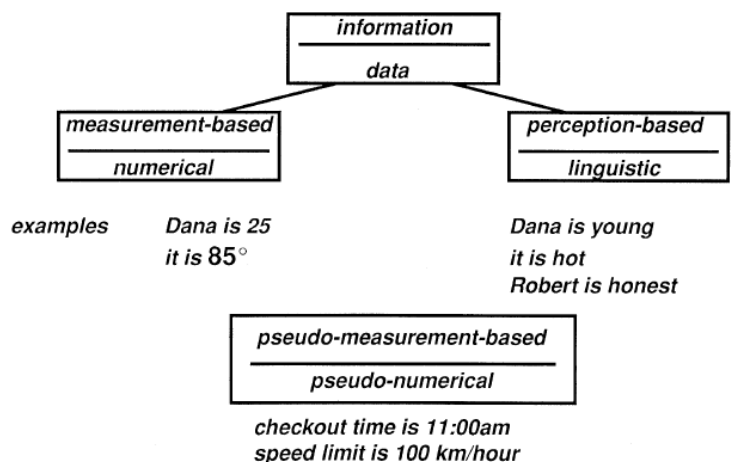 information
data
measurement-based
numerical
perception-based
linguistic
examples
Dana is 25
it is 85°
Dana is young
it is hot
Robert is honest
pseudo-measurement-based
pseudo-numerical
checkout time is 11:00am
speed limit is 100 km/hour